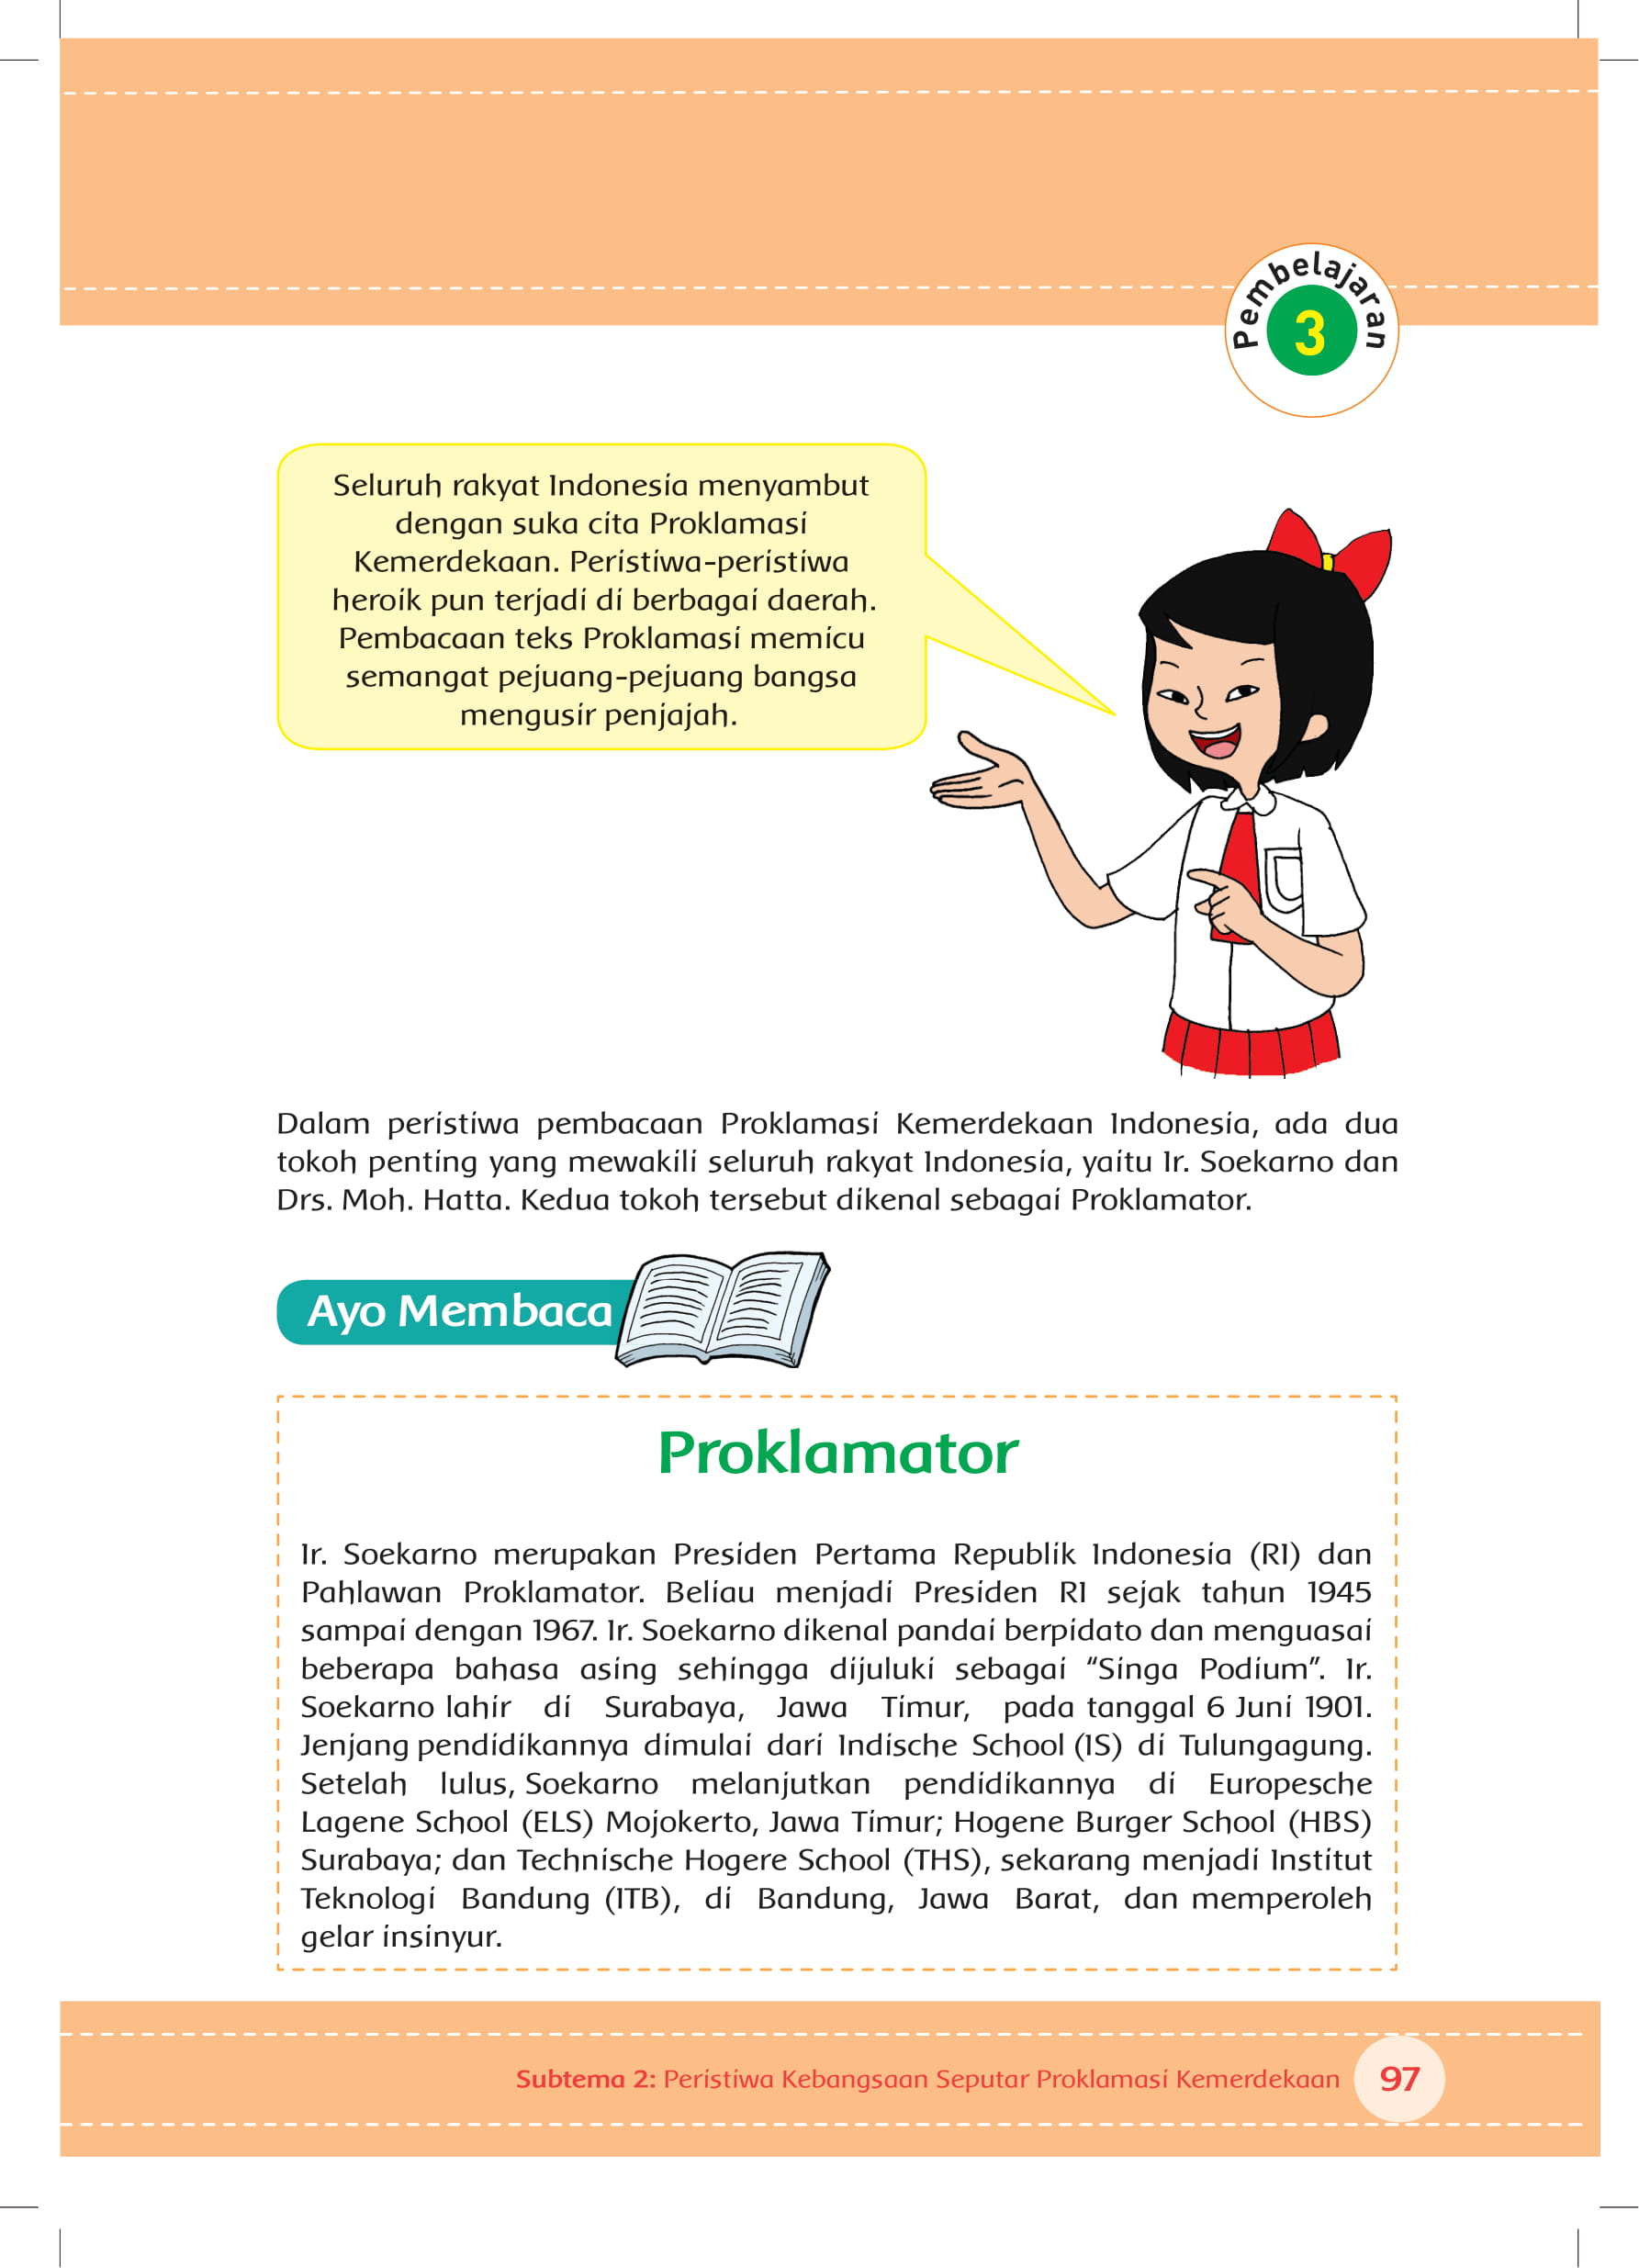 Pembelajaran
3
Seluruh rakyat Indonesia menyambut
dengan suka cita Proklamasi
Kemerdekaan. Peristiwa-peristiwa
heroik pun terjadi di berbagai daerah.
Pembacaan teks Proklamasi memicu
semangat pejuang-pejuang bangsa
mengusir penjajah.
Dalam peristiwa pembacaan Proklamasi Kemerdekaan Indonesia, ada dua
tokoh penting yang mewakili seluruh rakyat Indonesia, yaitu Ir. Soekarno dan
Drs. Moh. Hatta. Kedua tokoh tersebut dikenal sebagai Proklamator.
Ayo Membaca
Proklamator
Ir. Soekarno merupakan Presiden Pertama Republik Indonesia (RI) dan
Pahlawan Proklamator. Beliau menjadi Presiden RI sejak tahun 1945
sampai dengan 1967. Ir. Soekarno dikenal pandai berpidato dan menguasai
beberapa bahasa asing sehingga dijuluki sebagai “Singa Podium”. Ir.
Soekarno lahir di Surabaya, Jawa Timur, pada tanggal 6 Juni 1901.
Jenjang pendidikannya dimulai dari Indische School (IS) di Tulungagung.
Setelah lulus, Soekarno melanjutkan pendidikannya di Europesche
Lagene School (ELS) Mojokerto, Jawa Timur; Hogene Burger School (HBS)
Surabaya; dan Technische Hogere School (THS), sekarang menjadi Institut
Teknologi Bandung (ITB), di Bandung, Jawa Barat, dan memperoleh
gelar insinyur.
Subtema 2: Peristiwa Kebangsaan Seputar Proklamasi Kemerdekaan
97